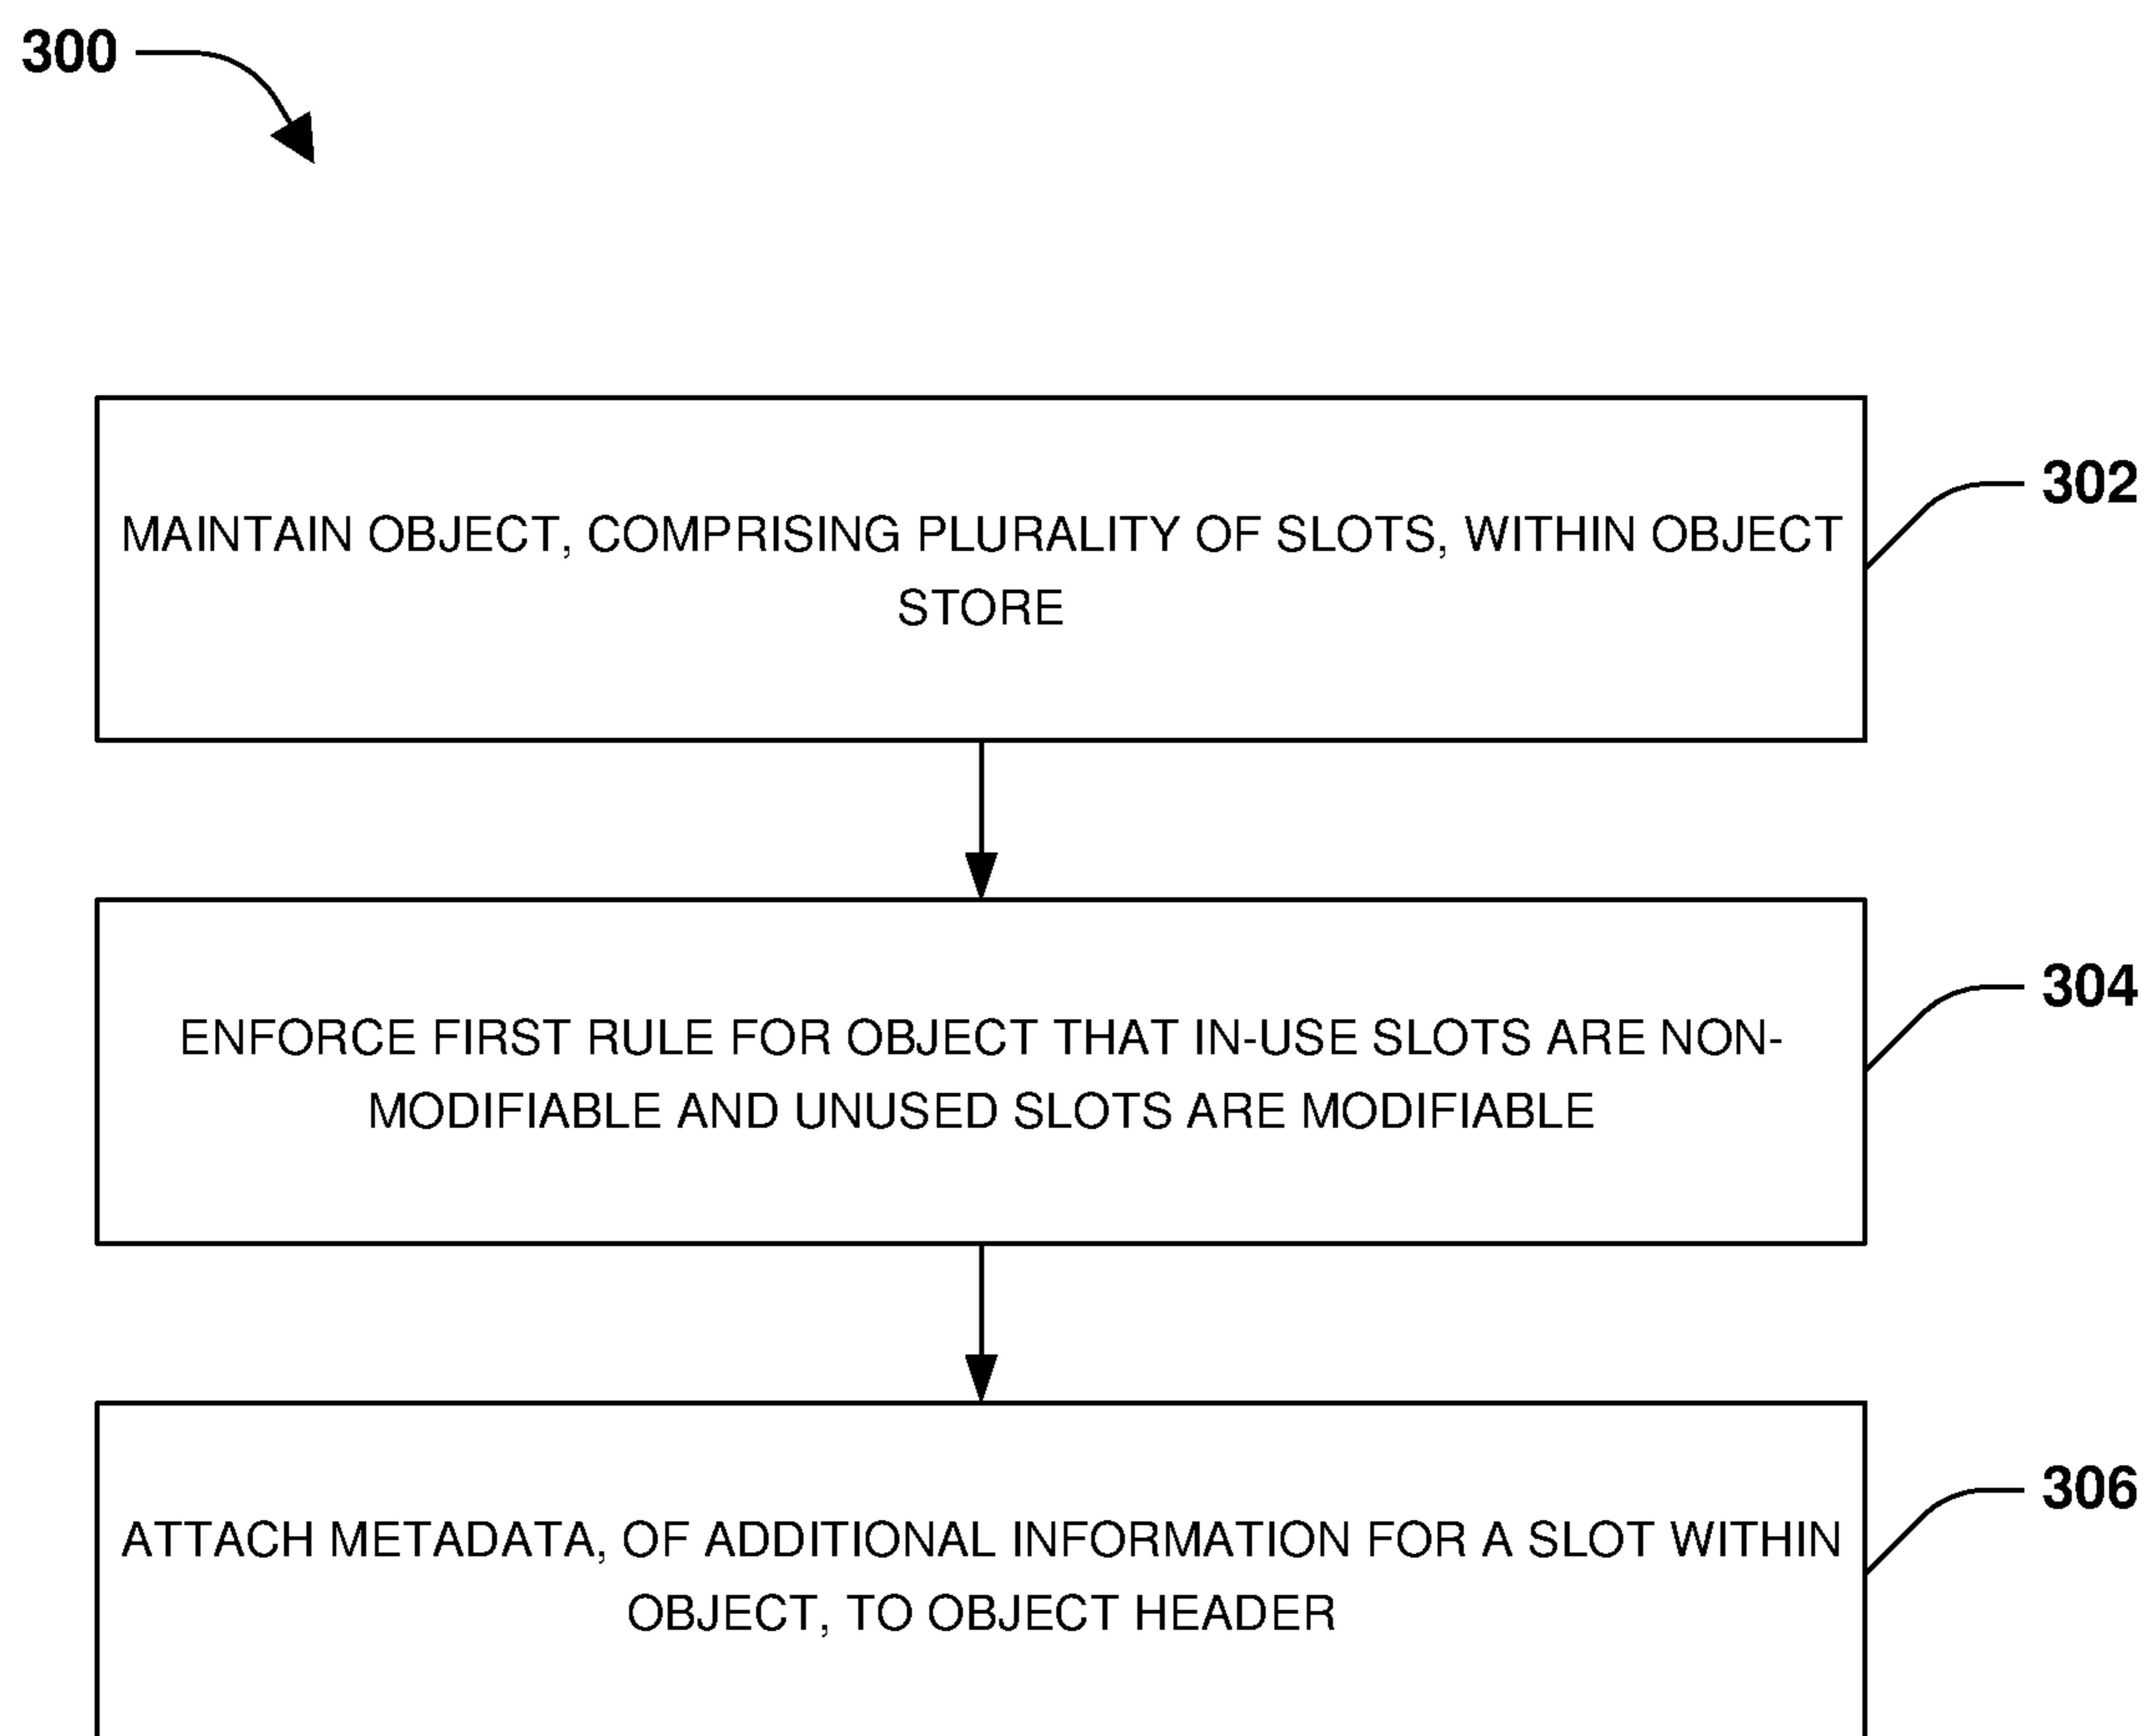 300
MAINTAIN OBJECT, COMPRISING PLURALITY OF SLOTS, WITHIN OBJECT
STORE
302
ENFORCE FIRST RULE FOR OBJECT THAT IN-USE SLOTS ARE NON-
MODIFIABLE AND UNUSED SLOTS ARE MODIFIABLE
304
ATTACH METADATA, OF ADDITIONAL INFORMATION FOR A SLOT WITHIN
OBJECT, TO OBJECT HEADER
306